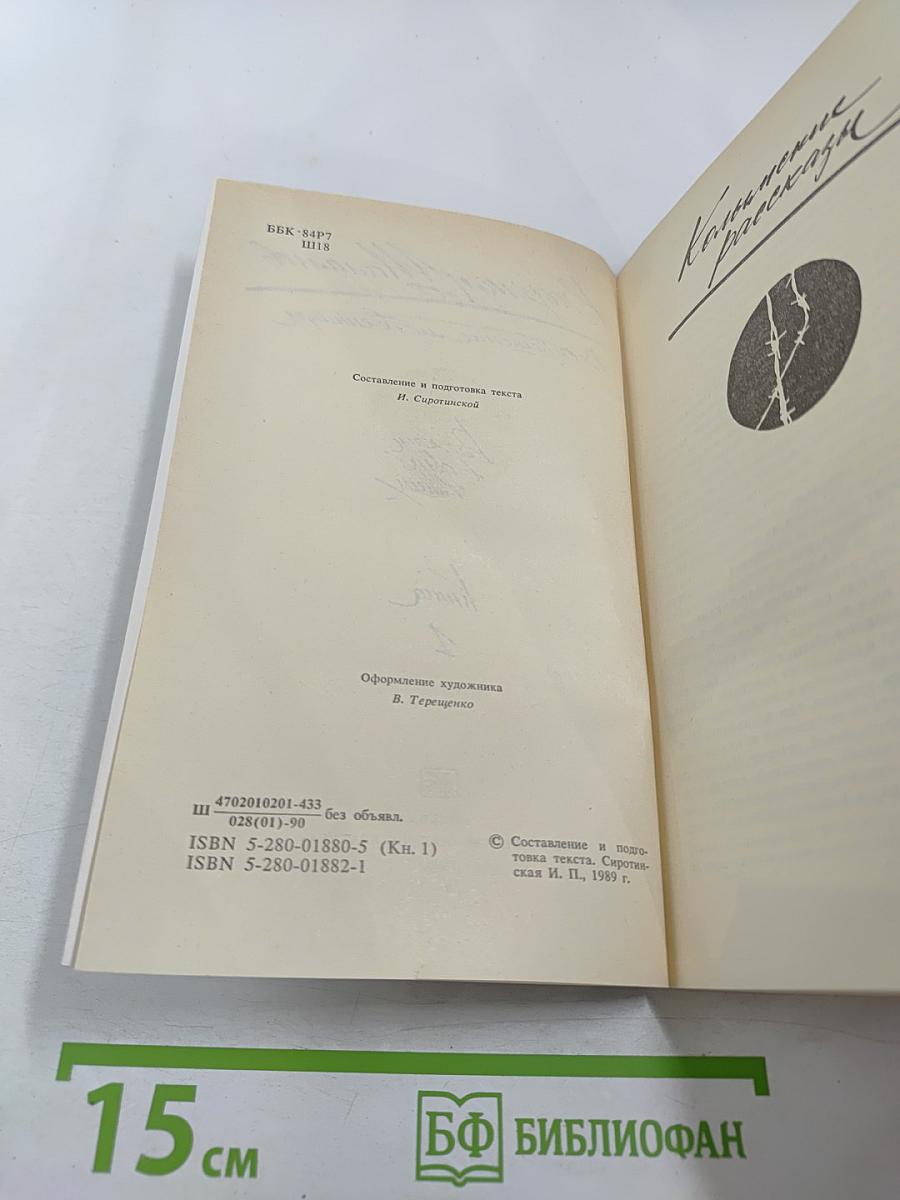 ББК 84Р7
Ш18
Составление и подготовка текста
И. Сиротинской
Оформление художника
В. Терещенко
Ш 4702010201-433 без объявл.
028(01)-90
ISBN 5-280-01880-5 (Кн. 1)
ISBN 5-280-01882-1
© Составление и подго-
товка текста. Сиротин-
ская И. П., 1989 г.
Колымские
рассказы
15 см
БФ БИБЛИОФАН